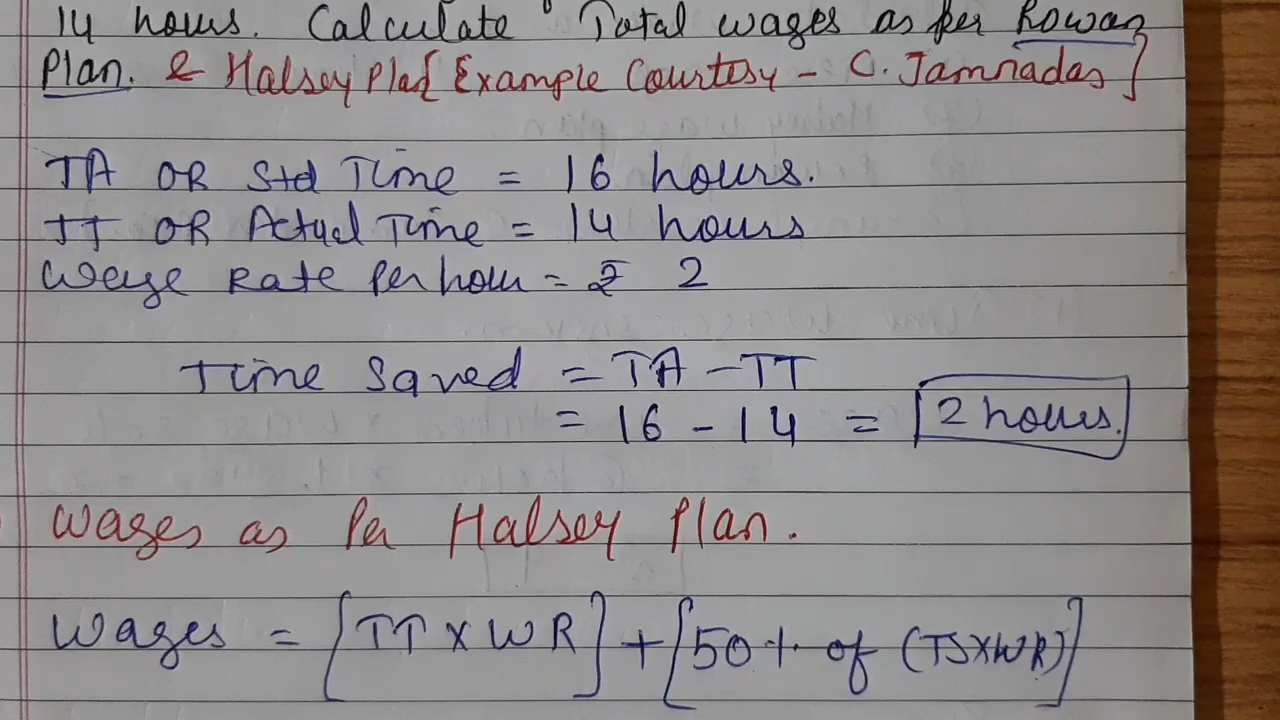 14 hours. Calculate Total wages as per Rowan
Plan. & Halsey Plan [Example Courtesy - C. Jamnadas]
TA OR Std Time = 16 hours.
TT OR Actual Time = 14 hours
Wage Rate Per hour = ₹ 2
Time Saved = TA - TT
= 16 - 14 = 2 hours.
Wages as Per Halsey Plan.
Wages = [TT X WR] + [50% of (TSXWR)]